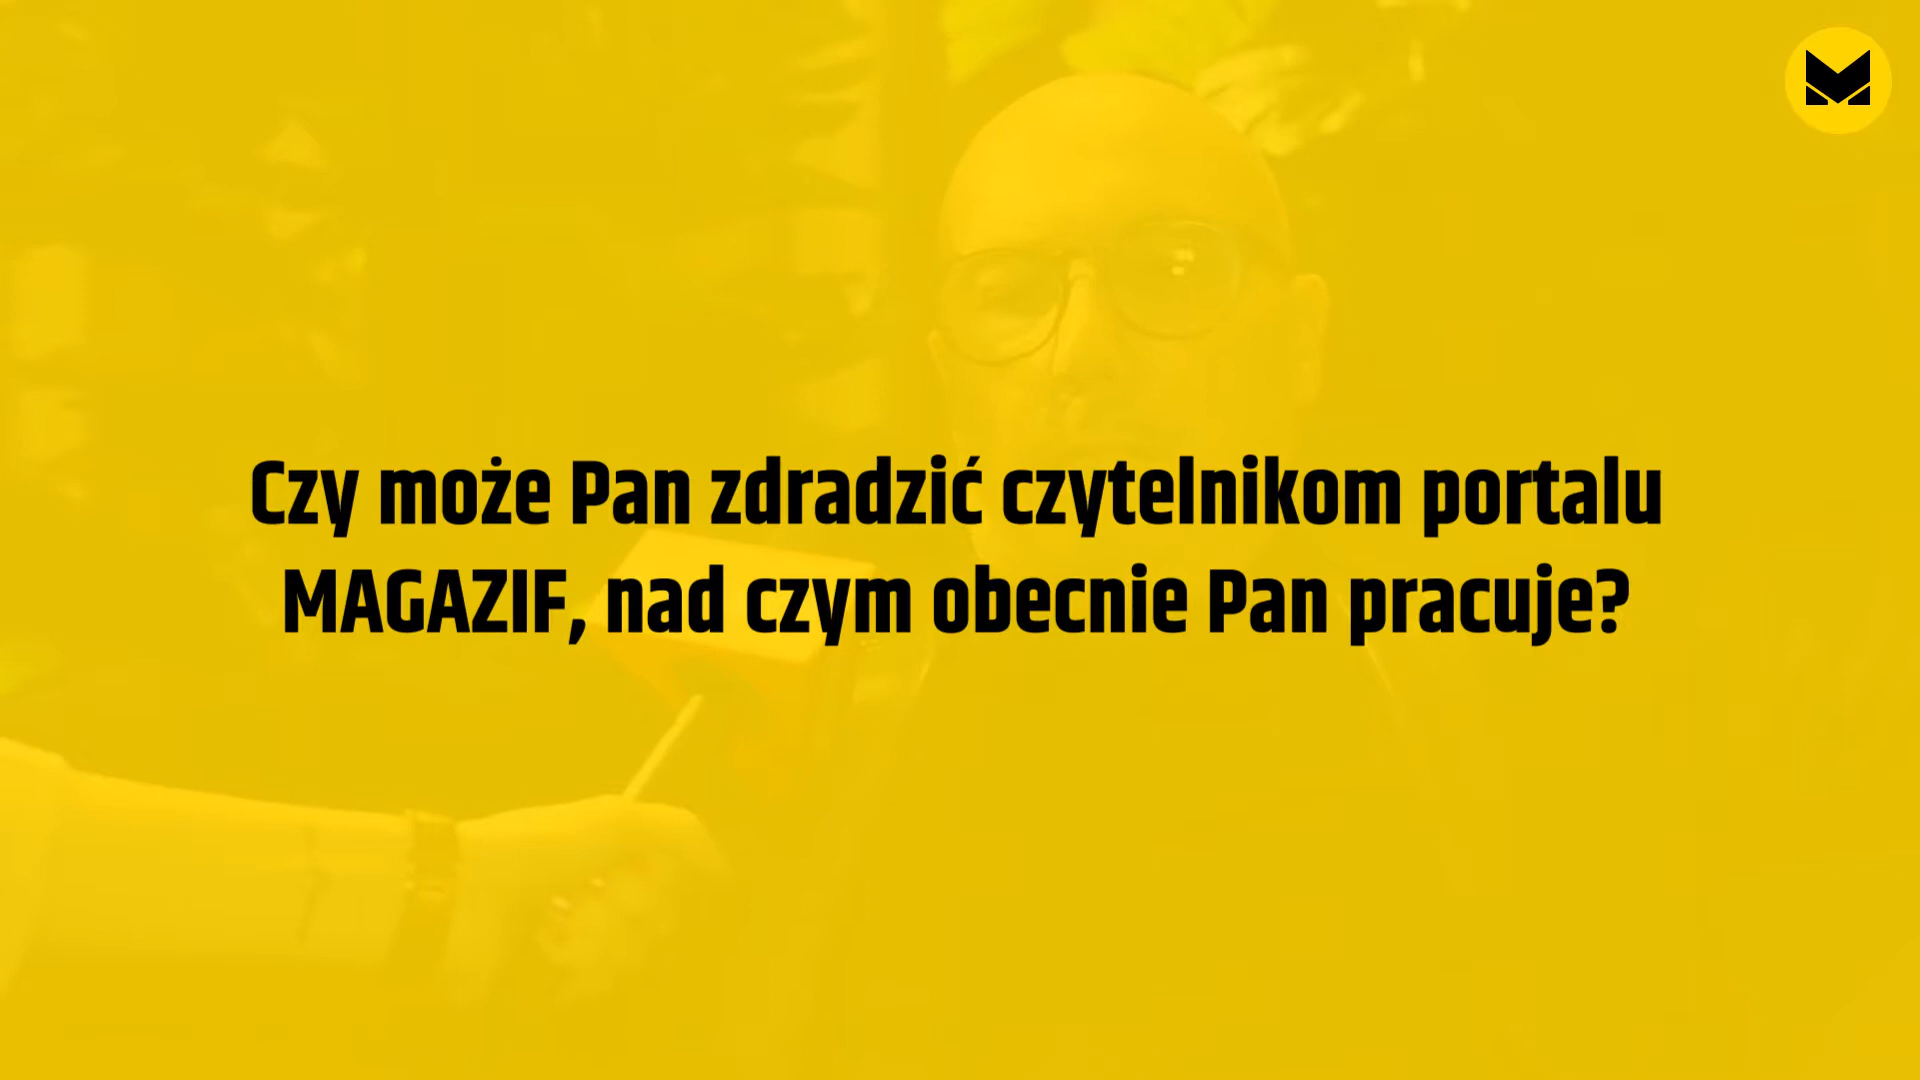 Czy może Pan zdradzić czytelnikom portalu
MAGAZIF, nad czym obecnie Pan pracuje?